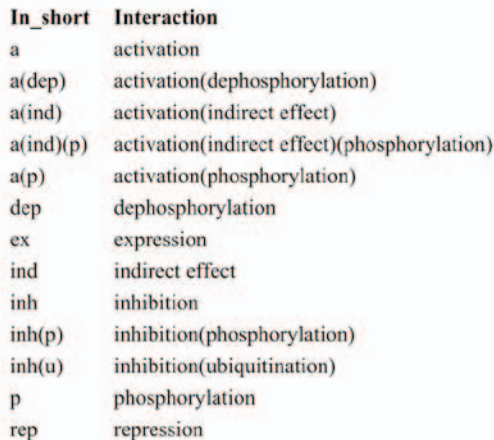 In_short Interaction
a activation
a(dep) activation(dephosphorylation)
a(ind) activation(indirect effect)
a(ind)(p) activation(indirect effect)(phosphorylation)
a(p) activation(phosphorylation)
dep dephosphorylation
ex expression
ind indirect effect
inh inhibition
inh(p) inhibition(phosphorylation)
inh(u) inhibition(ubiquitination)
p phosphorylation
rep repression